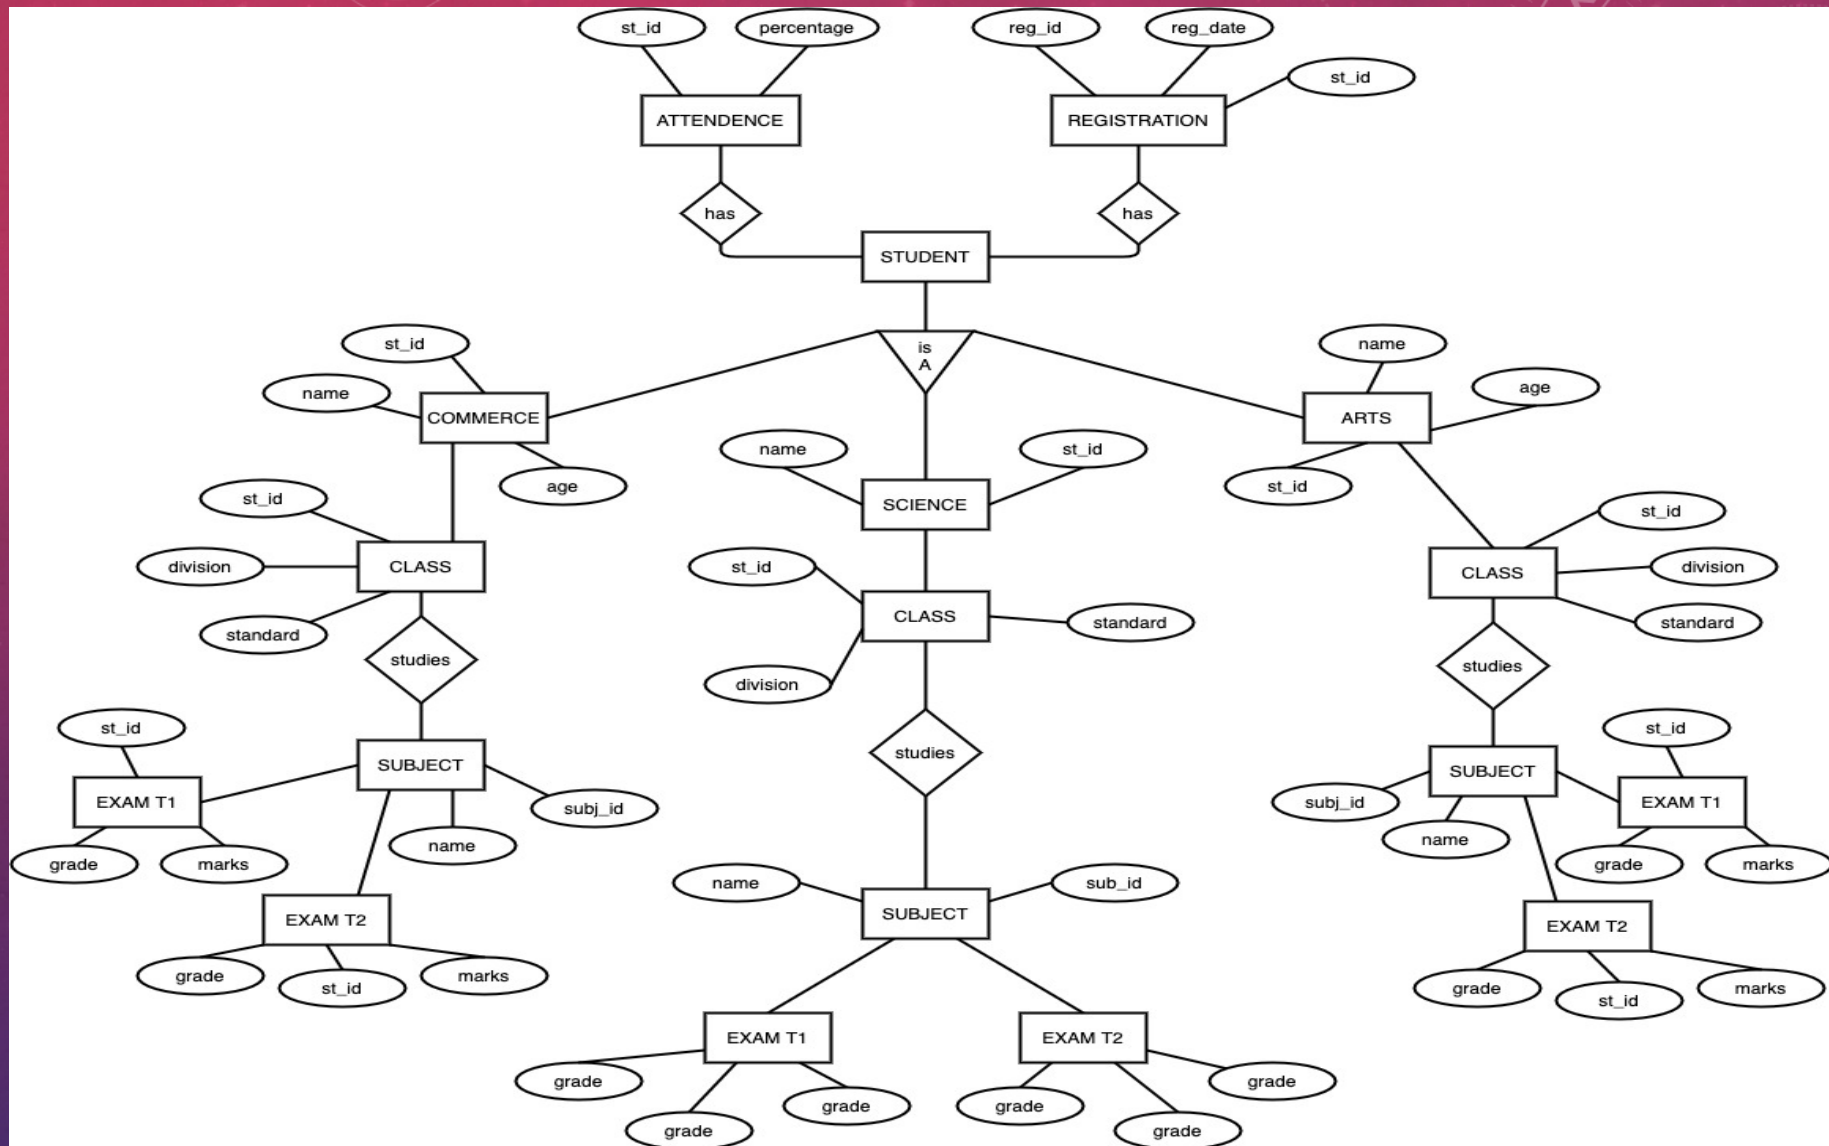 st_id
percentage
reg_id
reg_date
st_id
ATTENDENCE
REGISTRATION
has
has
STUDENT
st_id
is
A
name
name
age
COMMERCE
ARTS
name
st_id
age
st_id
st_id
SCIENCE
st_id
division
CLASS
st_id
CLASS
division
standard
CLASS
standard
standard
studies
division
studies
st_id
st_id
studies
SUBJECT
SUBJECT
EXAM T1
subj_id
subj_id
EXAM T1
name
name
grade
marks
grade
marks
name
sub_id
EXAM T2
SUBJECT
EXAM T2
grade
st_id
marks
grade
st_id
marks
EXAM T1
EXAM T2
grade
grade
grade
grade
grade
grade